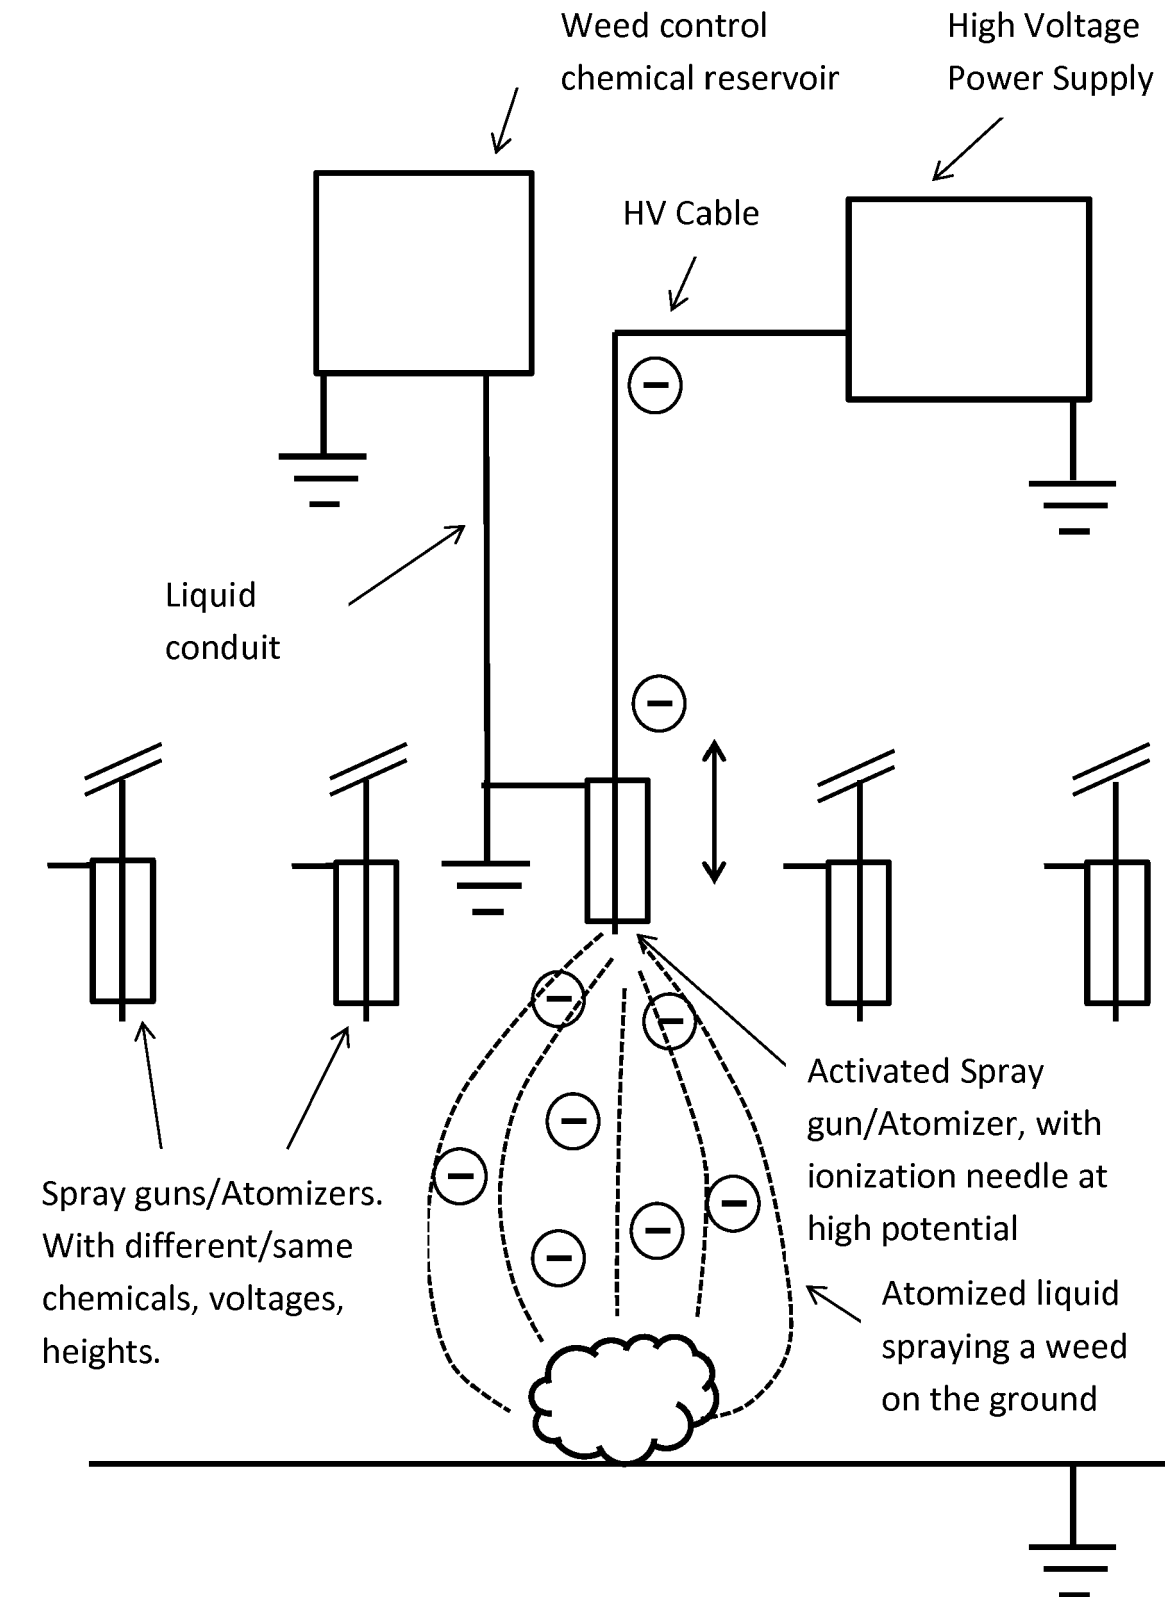 Weed control
chemical reservoir
High Voltage
Power Supply
HV Cable
Liquid
conduit
Activated Spray
gun/Atomizer, with
ionization needle at
high potential
Spray guns/Atomizers.
With different/same
chemicals, voltages,
heights.
Atomized liquid
spraying a weed
on the ground